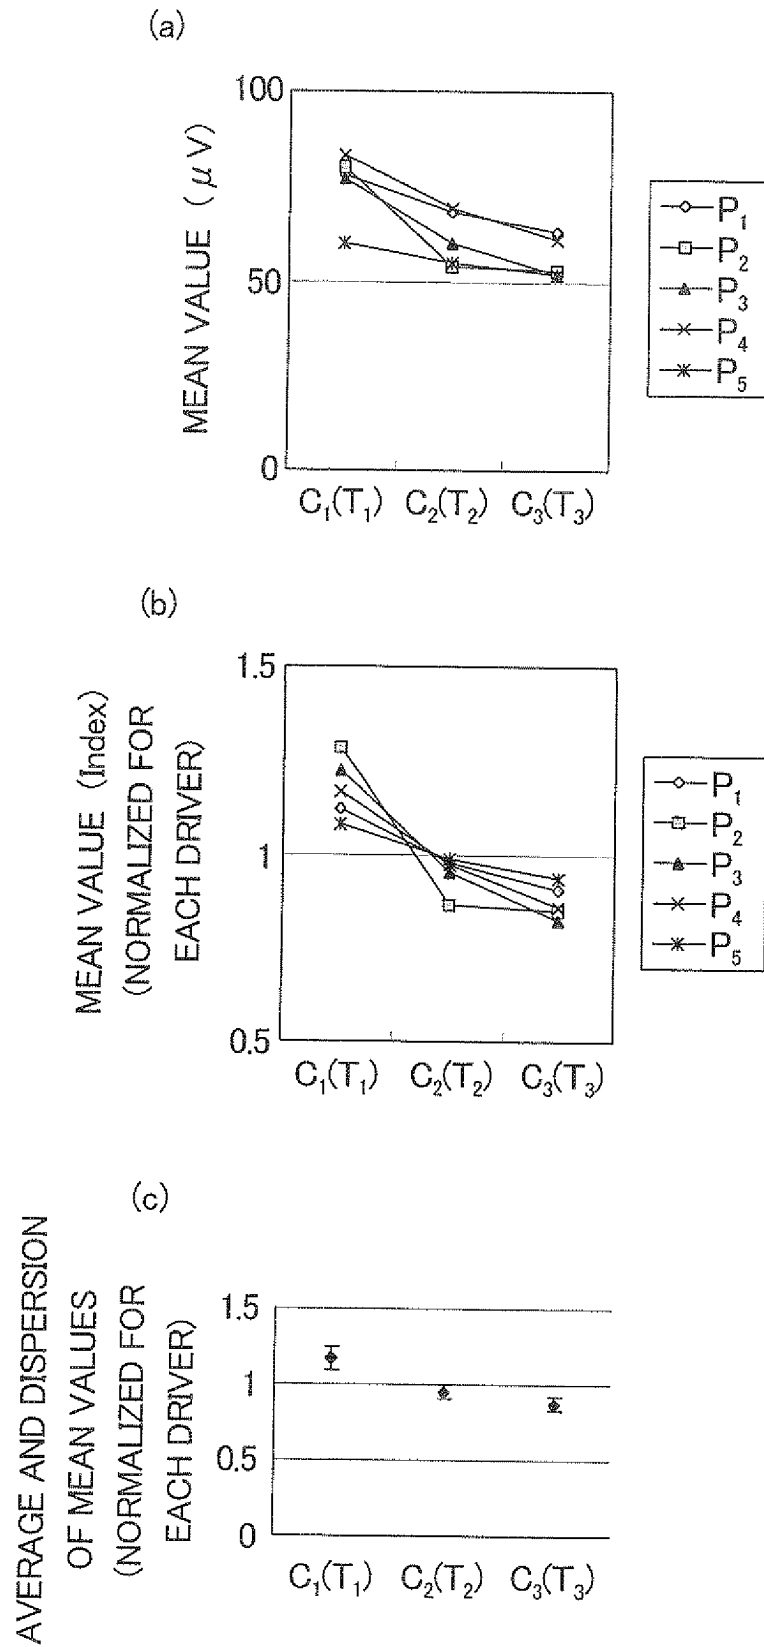 (a)
MEAN VALUE (μV)
100
50
0
C₁(T₁) C₂(T₂) C₃(T₃)
P₁
P₂
P₃
P₄
P₅
(b)
MEAN VALUE (Index)
(NORMALIZED FOR
EACH DRIVER)
1.5
1
0.5
C₁(T₁) C₂(T₂) C₃(T₃)
P₁
P₂
P₃
P₄
P₅
(c)
AVERAGE AND DISPERSION
OF MEAN VALUES
(NORMALIZED FOR
EACH DRIVER)
1.5
1
0.5
0
C₁(T₁) C₂(T₂) C₃(T₃)